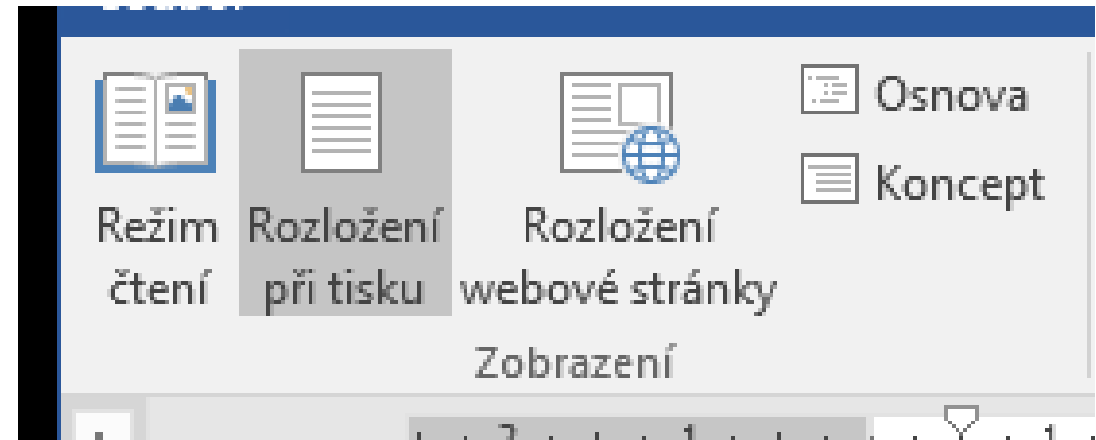 Režim
čtení
Rozložení
při tisku
Rozložení
webové stránky
Osnova
Koncept
Zobrazení